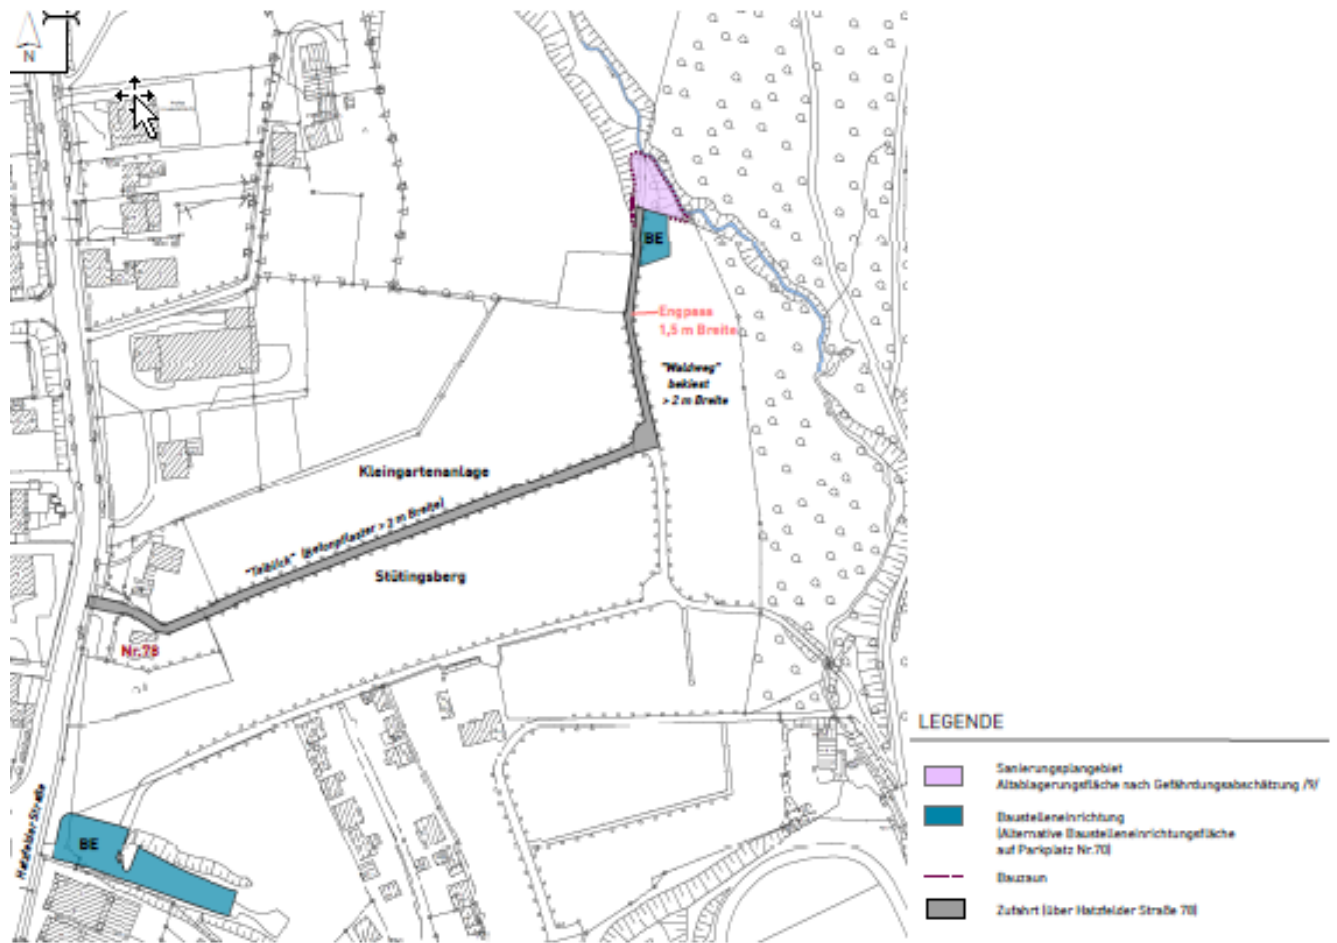 N
BE
Engpass
1,5 m Breite
"Waldweg"
bekiest
> 2 m Breite
Kleingartenanlage
"Talblick" (Betonpflaster > 2 m Breite)
Stütingsberg
Nr.78
Hatzfelder Straße
BE
LEGENDE
Sanierungsplangebiet
Altablagerungsfläche nach Gefährdungsabschätzung /9/
Baustelleneinrichtung
(Alternative Baustelleneinrichtungsfläche
auf Parkplatz Nr.70)
Bauzaun
Zufahrt (über Hatzfelder Straße 78)